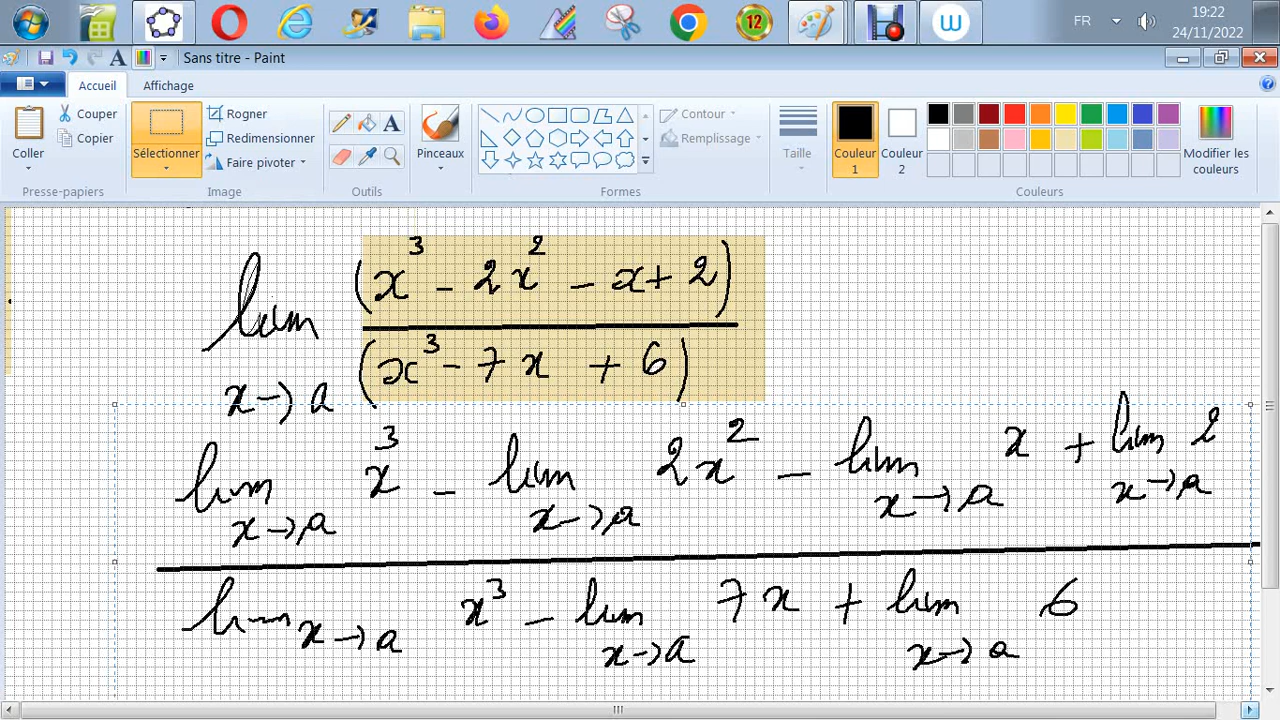 12
W
FR
19:22
24/11/2022
Sans titre - Paint
Accueil
Affichage
Coller
Couper
Copier
Presse-papiers
Sélectionner
Rogner
Redimensionner
Faire pivoter
Image
A
Outils
Pinceaux
Contour
Remplissage
Formes
Taille
Couleur 1
Couleur 2
Modifier les couleurs
Couleurs
lim x→a (x³ - 2x² - x + 2)
(x³ - 7x + 6)
lim x→a x³ - lim x→a 2x² - lim x→a x + lim x→a 2
lim x→a x³ - lim x→a 7x + lim x→a 6